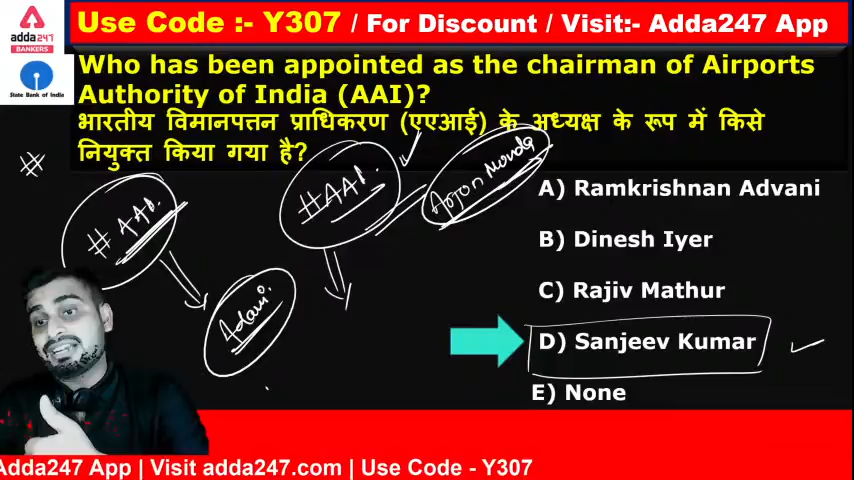 Use Code :- Y307 / For Discount / Visit:- Adda247 App
adda247
BANKERS
State Bank of India
Who has been appointed as the chairman of Airports
Authority of India (AAI)?
भारतीय विमानपत्तन प्राधिकरण (एएआई) के अध्यक्ष के रूप में किसे
नियुक्त किया गया है?
#
# AAI.
#AAI.
Adani
A) Ramkrishnan Advani
B) Dinesh Iyer
C) Rajiv Mathur
D) Sanjeev Kumar
E) None
Adda247 App | Visit adda247.com | Use Code - Y307